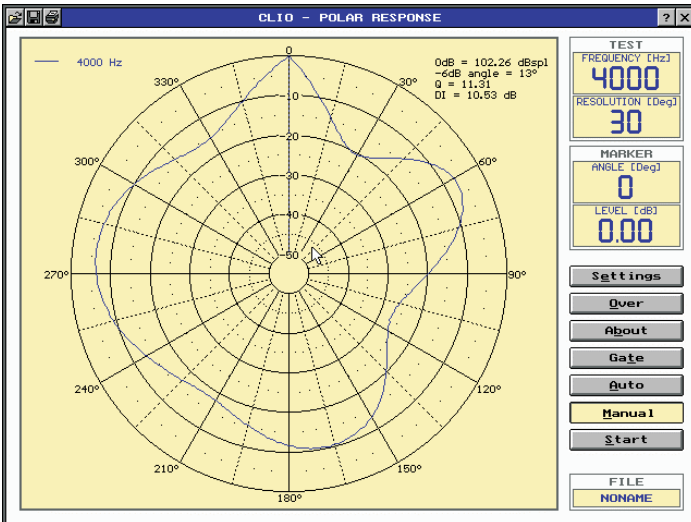 CLIO - POLAR RESPONSE
? X
4000 Hz
0dB = 102.26 dBspl
-6dB angle = 13°
Q = 11.31
DI = 10.53 dB
0
30°
60°
90°
120°
150°
180°
210°
240°
270°
300°
330°
-10
-20
-30
-40
-50
TEST
FREQUENCY [Hz]
4000
RESOLUTION [Deg]
30
MARKER
ANGLE [Deg]
0
LEVEL [dB]
0.00
Settings
Over
About
Gate
Auto
Manual
Start
FILE
NONAME